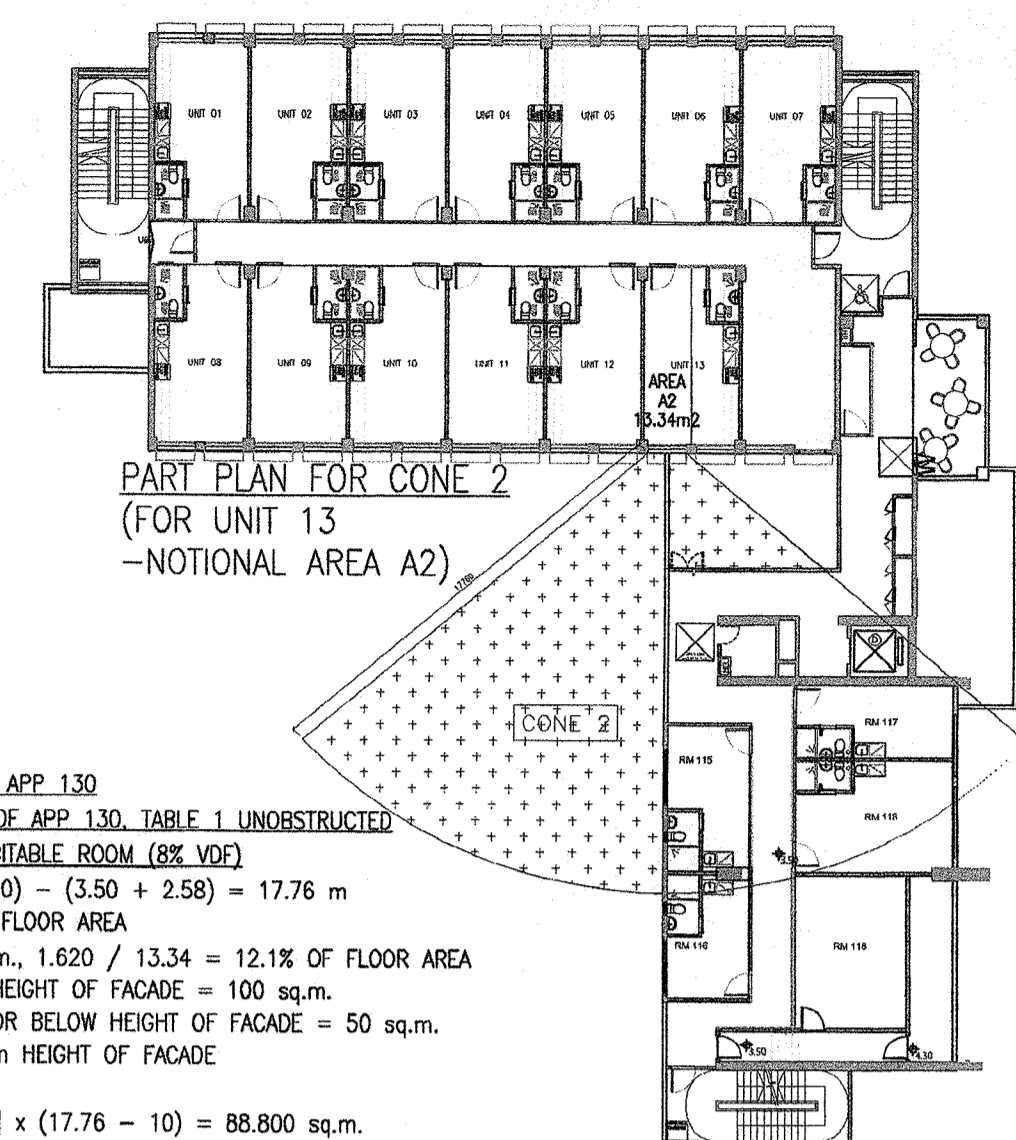 UNIT 01
UNIT 02
UNIT 03
UNIT 04
UNIT 05
UNIT 06
UNIT 07
UNIT 08
UNIT 09
UNIT 10
UNIT 11
UNIT 12
UNIT 13
AREA
A2
13.34m2
PART PLAN FOR CONE 2
(FOR UNIT 13
-NOTIONAL AREA A2)
17760
CONE 2
RM 117
RM 115
RM 118
3.50
RM 116
RM 118
3.50
4.30
APP 130
OF APP 130, TABLE 1 UNOBSTRUCTED
BITABLE ROOM (8% VDF)
0) - (3.50 + 2.58) = 17.76 m
FLOOR AREA
m., 1.620 / 13.34 = 12.1% OF FLOOR AREA
HEIGHT OF FACADE = 100 sq.m.
OR BELOW HEIGHT OF FACADE = 50 sq.m.
HEIGHT OF FACADE
x (17.76 - 10) = 88.800 sq.m.